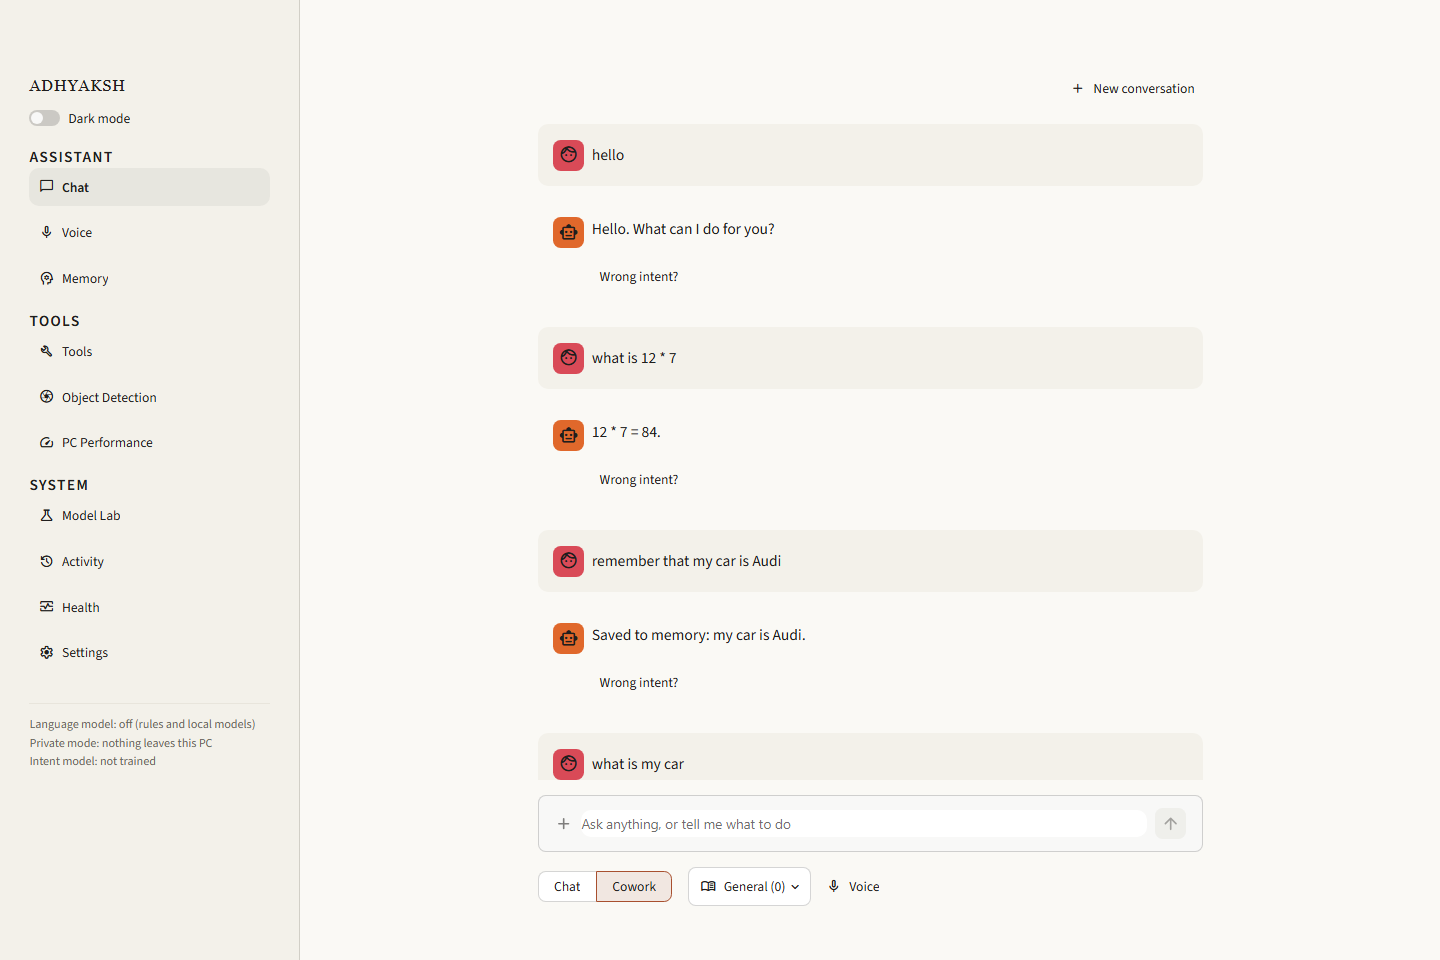 ADHYAKSH
Dark mode
ASSISTANT
Chat
Voice
Memory
TOOLS
Tools
Object Detection
PC Performance
SYSTEM
Model Lab
Activity
Health
Settings
Language model: off (rules and local models)
Private mode: nothing leaves this PC
Intent model: not trained
New conversation
hello
Hello. What can I do for you?
Wrong intent?
what is 12 * 7
12 * 7 = 84.
Wrong intent?
remember that my car is Audi
Saved to memory: my car is Audi.
Wrong intent?
what is my car
Ask anything, or tell me what to do
Chat Cowork General (0) Voice